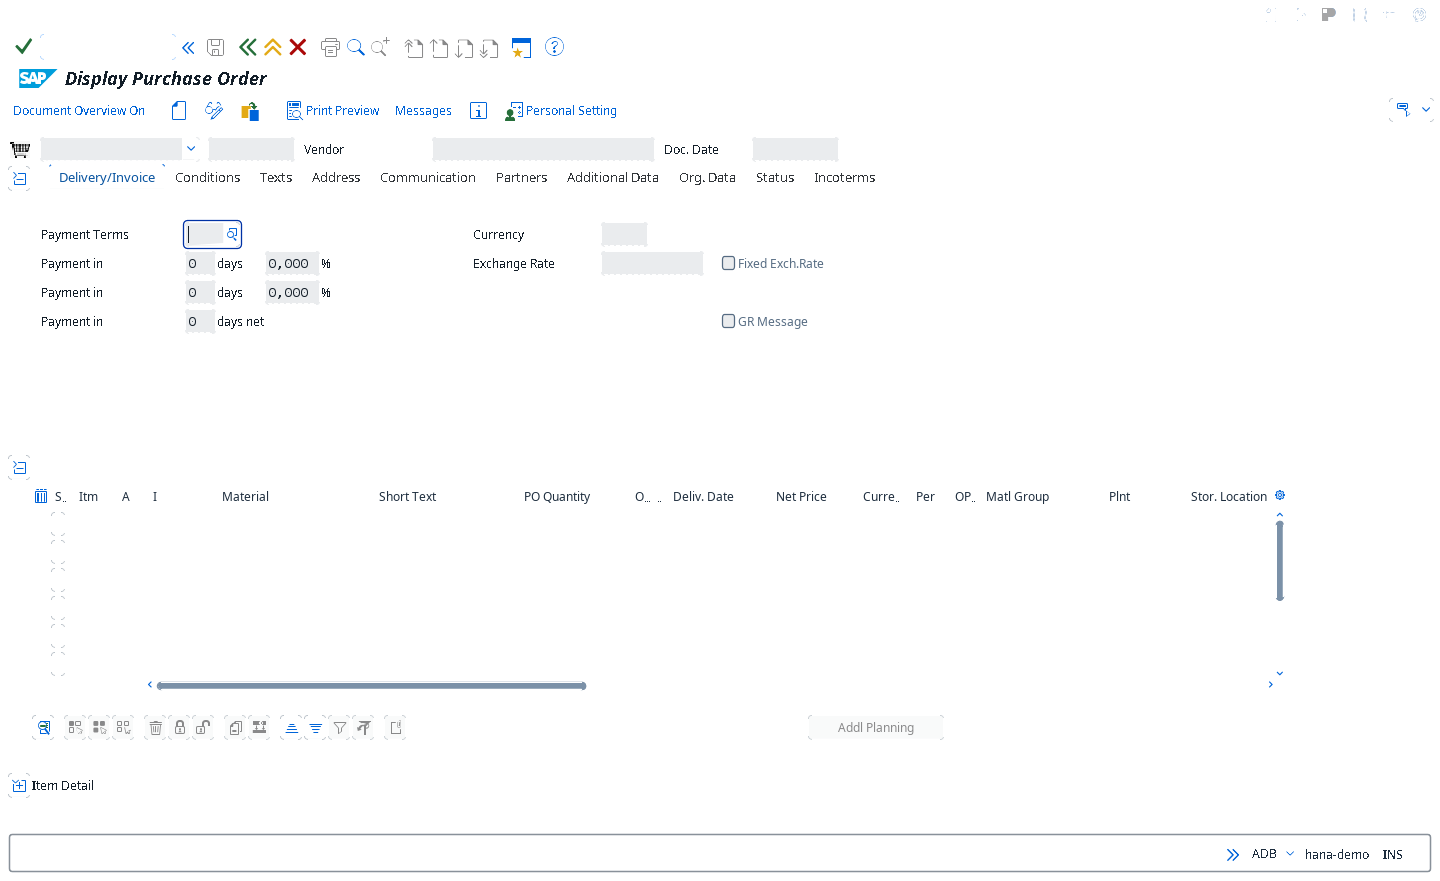 SAP Display Purchase Order
Document Overview On Print Preview Messages Personal Setting
Vendor Doc. Date
Delivery/Invoice Conditions Texts Address Communication Partners Additional Data Org. Data Status Incoterms
Payment Terms Currency
Payment in 0 days 0,000 % Exchange Rate Fixed Exch.Rate
Payment in 0 days 0,000 %
Payment in 0 days net GR Message
S.. Itm A I Material Short Text PO Quantity O... .. Deliv. Date Net Price Curre.. Per OP.. Matl Group Plnt Stor. Location
Addl Planning
Item Detail
ADB hana-demo INS